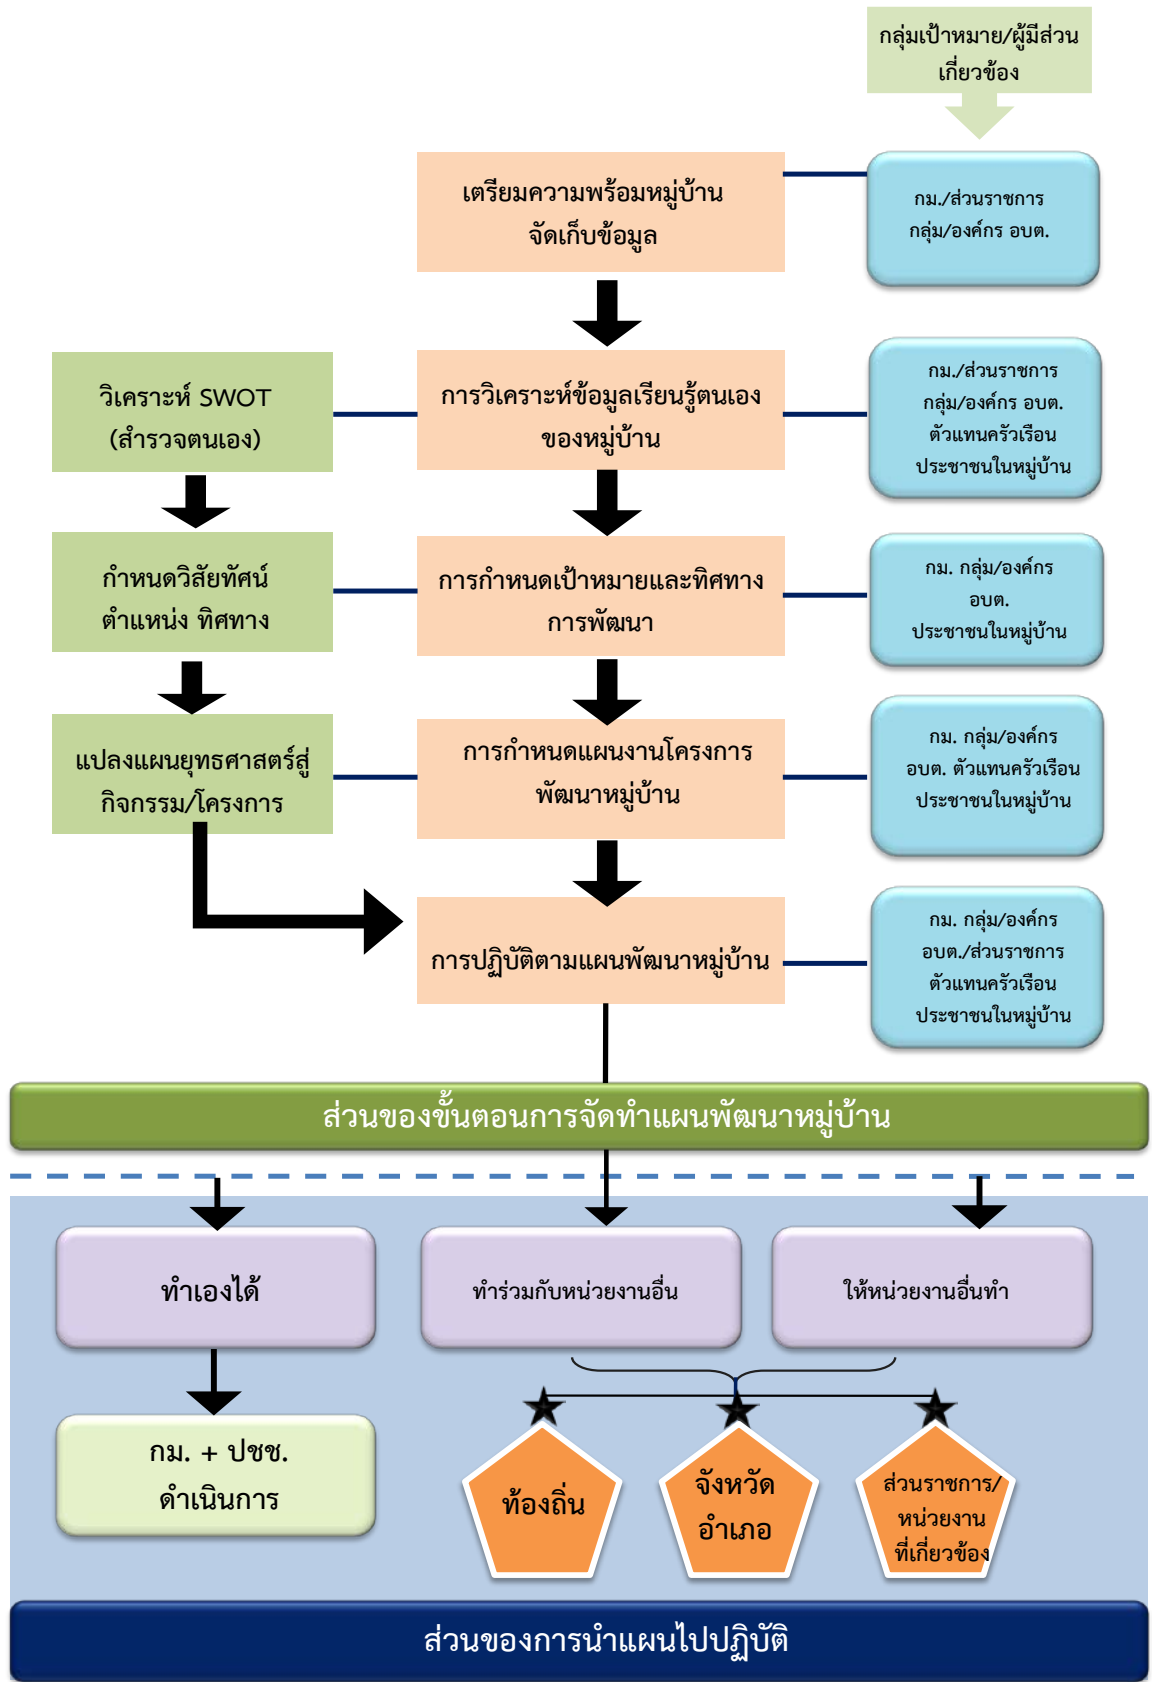 กลุ่มเป้าหมาย/ผู้มีส่วน
เกี่ยวข้อง
เตรียมความพร้อมหมู่บ้าน
จัดเก็บข้อมูล
กม./ส่วนราชการ
กลุ่ม/องค์กร อบต.
วิเคราะห์ SWOT
(สำรวจตนเอง)
การวิเคราะห์ข้อมูลเรียนรู้ตนเอง
ของหมู่บ้าน
กม./ส่วนราชการ
กลุ่ม/องค์กร อบต.
ตัวแทนครัวเรือน
ประชาชนในหมู่บ้าน
กำหนดวิสัยทัศน์
ตำแหน่ง ทิศทาง
การกำหนดเป้าหมายและทิศทาง
การพัฒนา
กม. กลุ่ม/องค์กร
อบต.
ประชาชนในหมู่บ้าน
แปลงแผนยุทธศาสตร์สู่
กิจกรรม/โครงการ
การกำหนดแผนงานโครงการ
พัฒนาหมู่บ้าน
กม. กลุ่ม/องค์กร
อบต. ตัวแทนครัวเรือน
ประชาชนในหมู่บ้าน
การปฏิบัติตามแผนพัฒนาหมู่บ้าน
กม. กลุ่ม/องค์กร
อบต./ส่วนราชการ
ตัวแทนครัวเรือน
ประชาชนในหมู่บ้าน
ส่วนของขั้นตอนการจัดทำแผนพัฒนาหมู่บ้าน
ทำเองได้
ทำร่วมกับหน่วยงานอื่น
ให้หน่วยงานอื่นทำ
กม. + ปชช.
ดำเนินการ
ท้องถิ่น
จังหวัด
อำเภอ
ส่วนราชการ/
หน่วยงาน
ที่เกี่ยวข้อง
ส่วนของการนำแผนไปปฏิบัติ